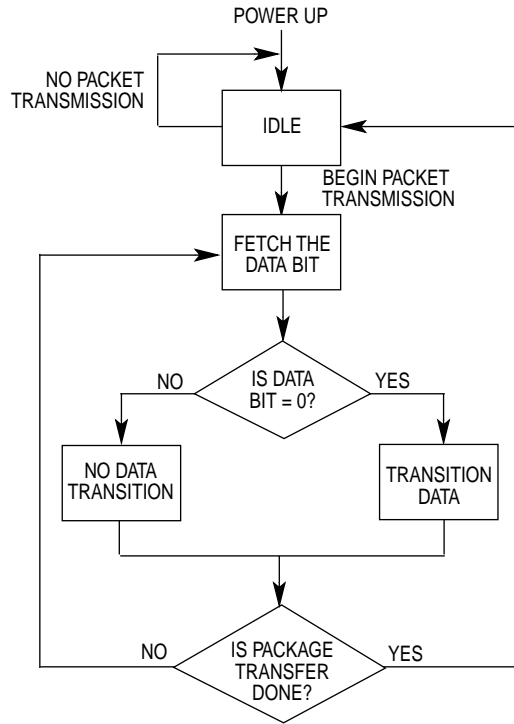 POWER UP
NO PACKET
TRANSMISSION
IDLE
BEGIN PACKET
TRANSMISSION
FETCH THE
DATA BIT
NO
IS DATA
BIT = 0?
YES
NO DATA
TRANSITION
TRANSITION
DATA
NO
IS PACKAGE
TRANSFER
DONE?
YES